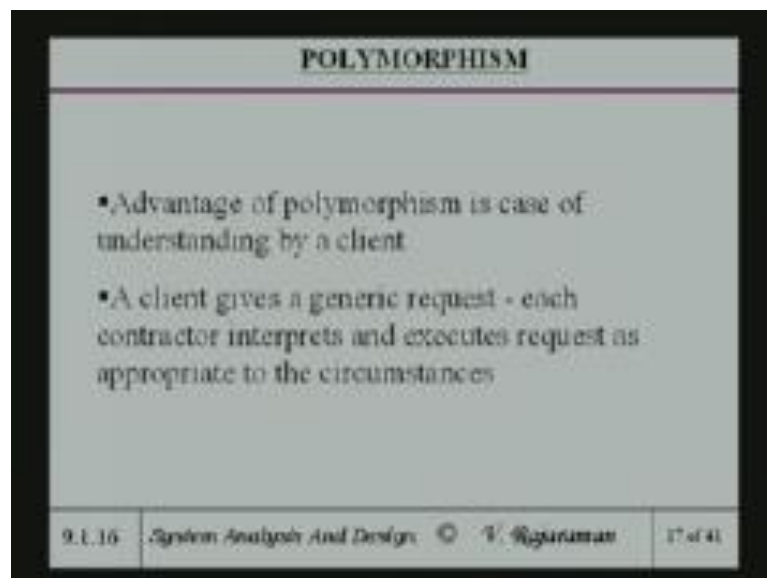 POLYMORPHISM
▪Advantage of polymorphism is ease of
understanding by a client
▪A client gives a generic request - each
contractor interprets and executes request as
appropriate to the circumstances
9.1.16 System Analysis And Design © V. Rajaraman 17 of 41